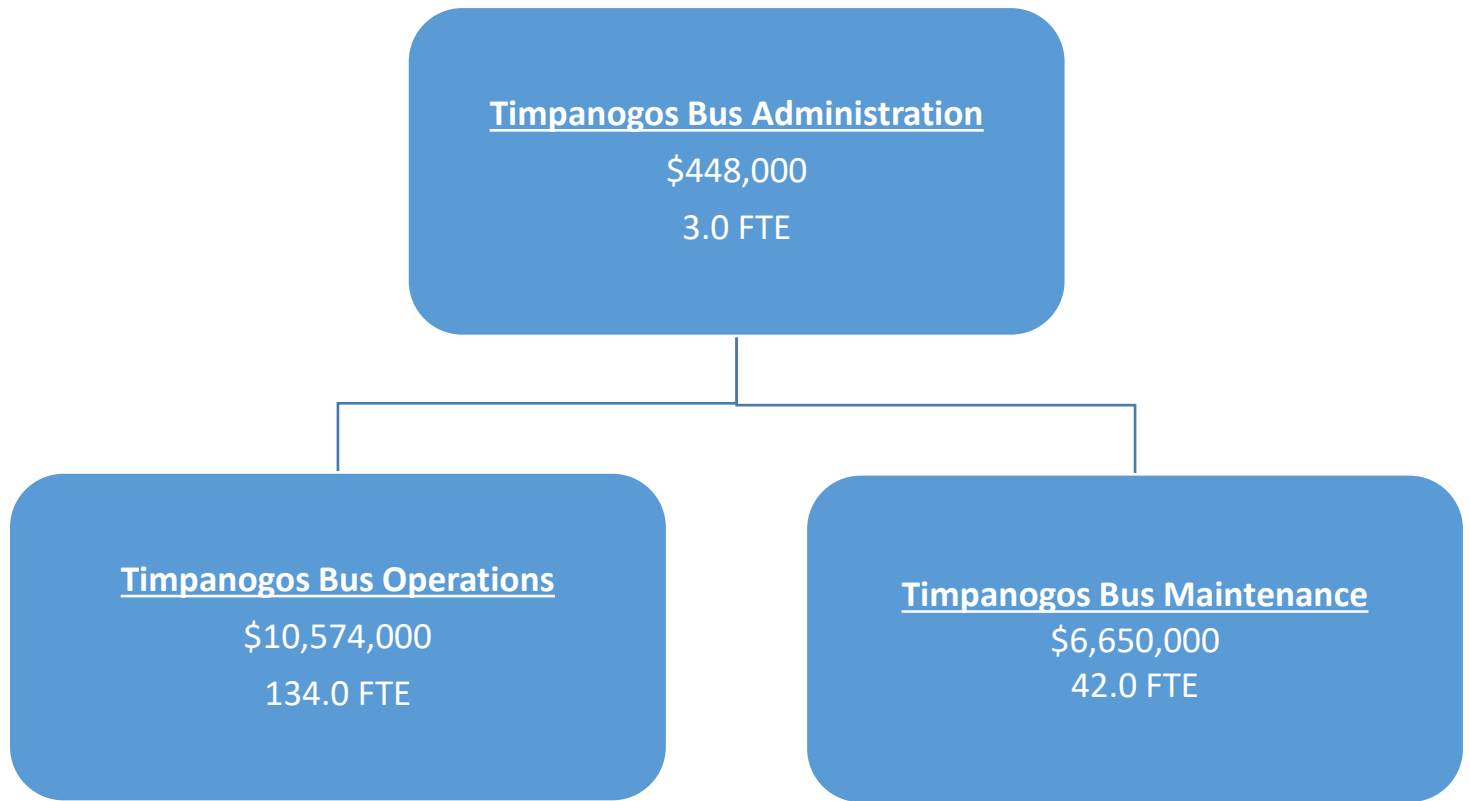 Timpanogos Bus Administration
$448,000
3.0 FTE
Timpanogos Bus Operations
$10,574,000
134.0 FTE
Timpanogos Bus Maintenance
$6,650,000
42.0 FTE